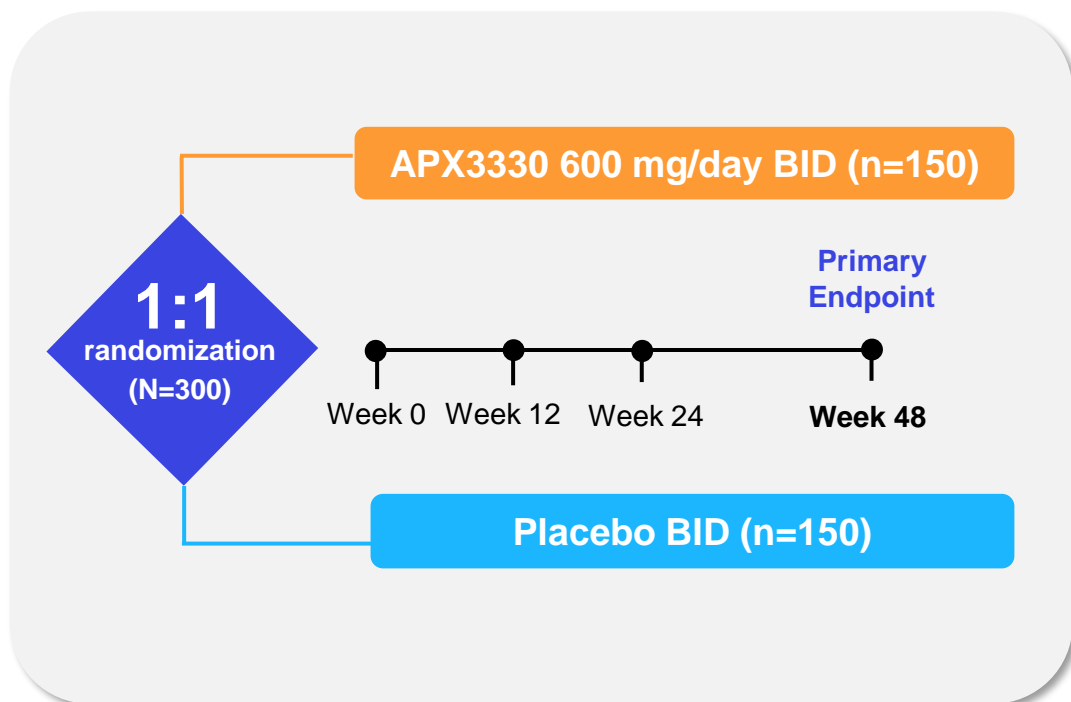 APX3330 600 mg/day BID (n=150)
Primary
Endpoint
1:1
randomization
(N=300)
Week 0
Week 12
Week 24
Week 48
Placebo BID (n=150)